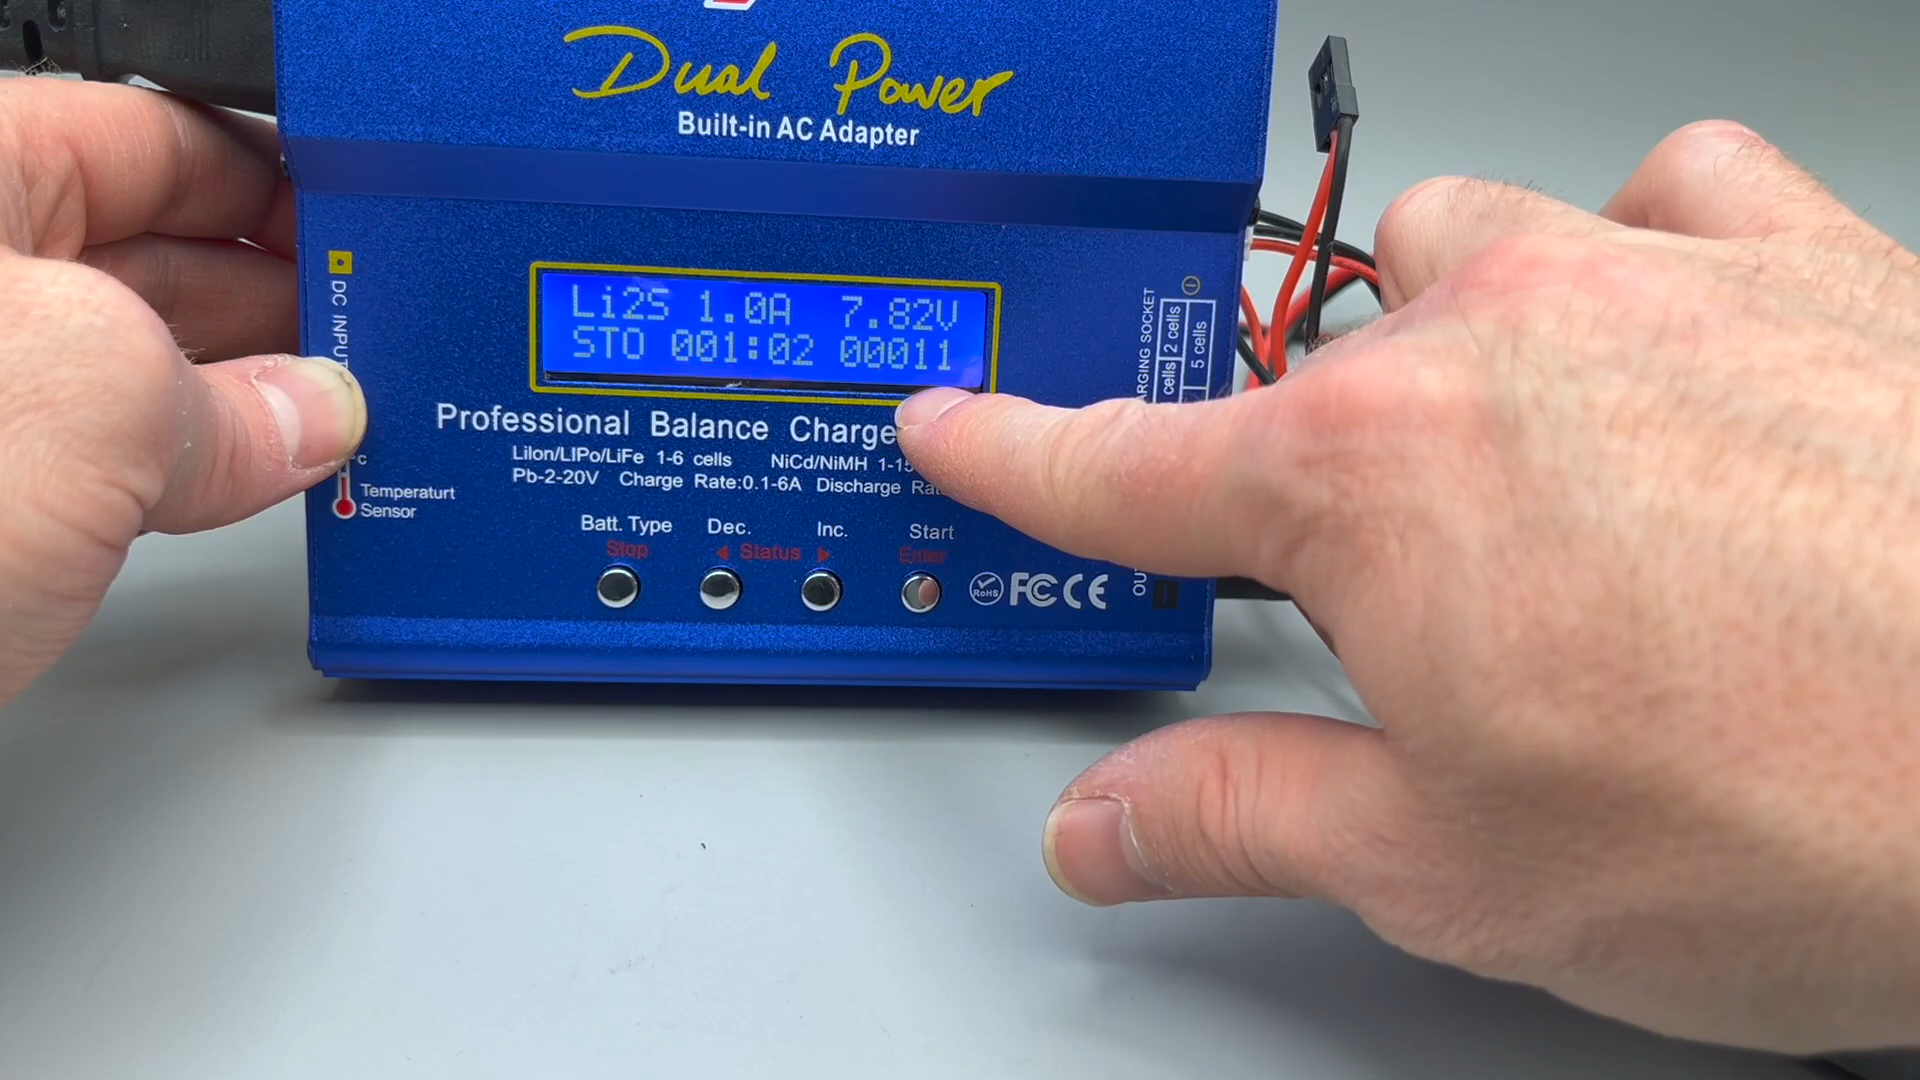 Dual Power
Built-in AC Adapter
DC INPUT
Li2S 1.0A 7.82V
STO 001:02 00011
Professional Balance Charge
LiIon/LIPo/LiFe 1-6 cells NiCd/NiMH 1-15
Pb-2-20V Charge Rate:0.1-6A Discharge
Temperaturt
Sensor
Batt. Type Dec. Inc. Start
Stop Status Enter
RoHS FC CE
SOCKET
2 cells
cells
5 cells